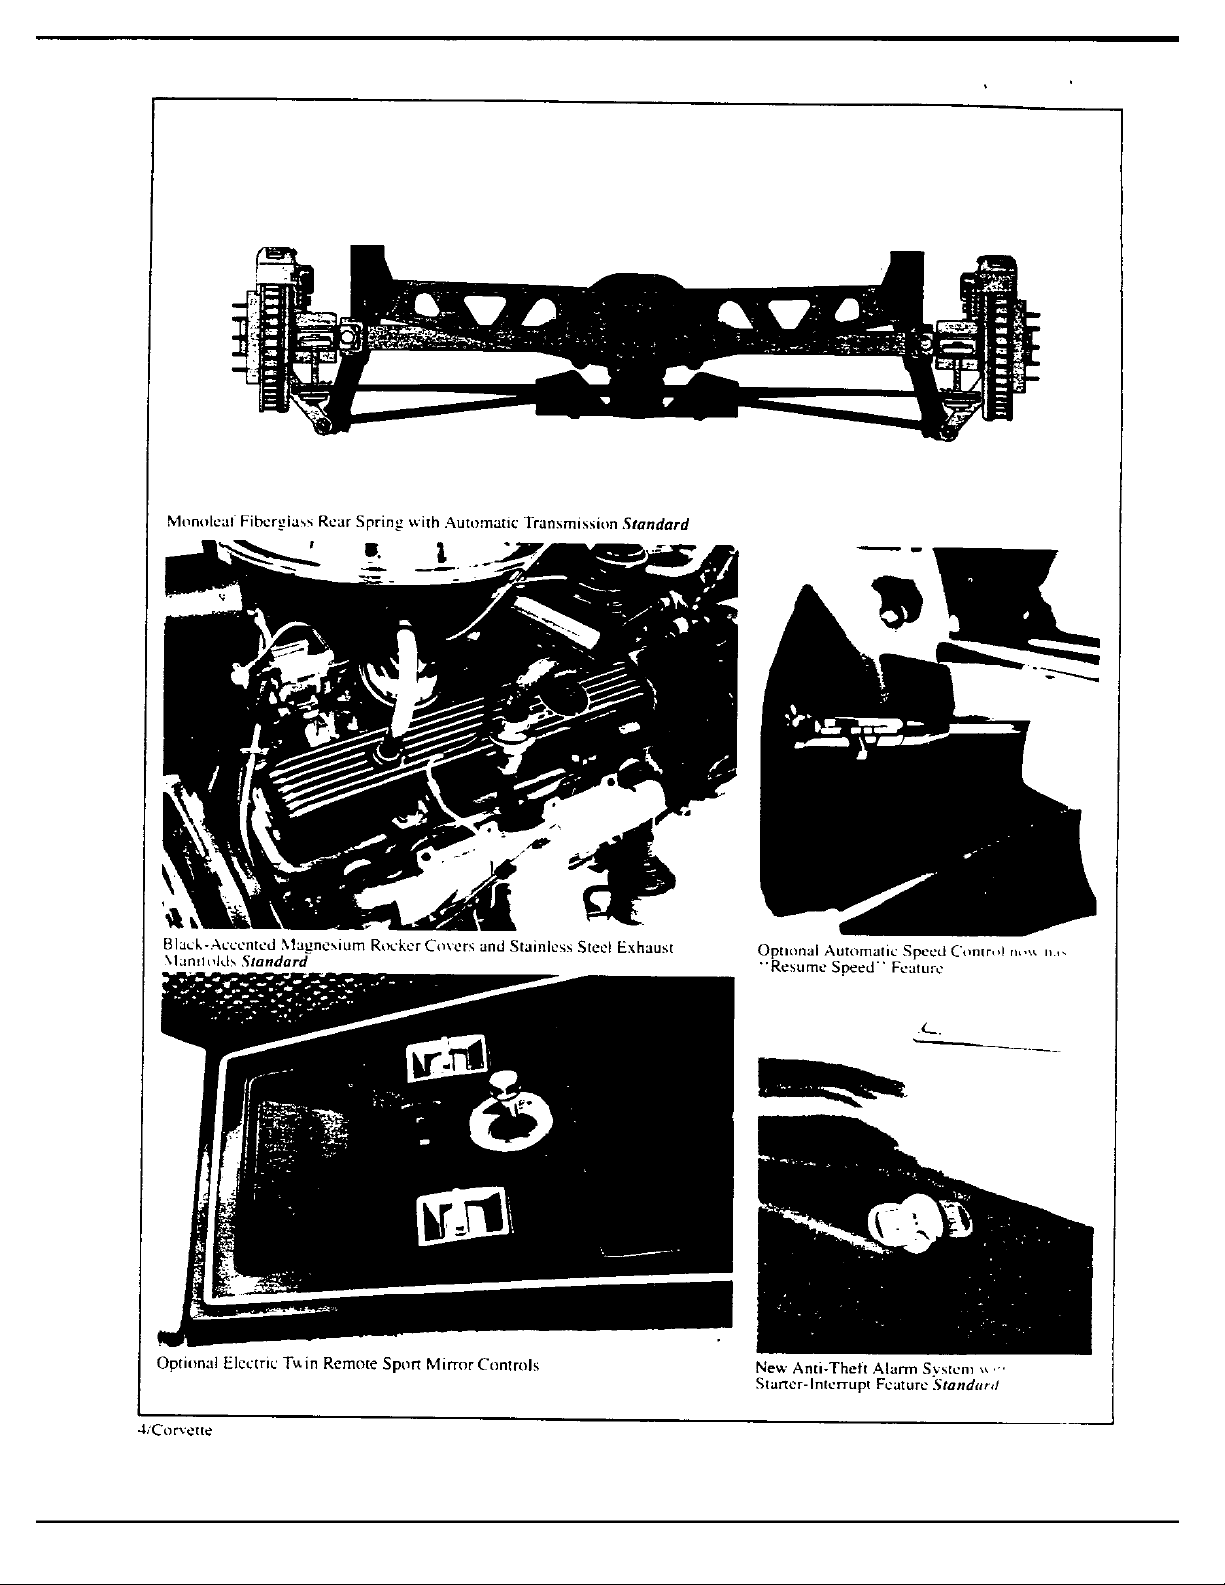 Monoleaf Fiberglass Rear Spring with Automatic Transmission Standard
Black-Accented Magnesium Rocker Covers and Stainless Steel Exhaust
Manifolds Standard
Optional Automatic Speed Control now has
"Resume Speed" Feature
Optional Electric Twin Remote Sport Mirror Controls
New Anti-Theft Alarm System
Starter-Interrupt Feature Standard
4/Corvette